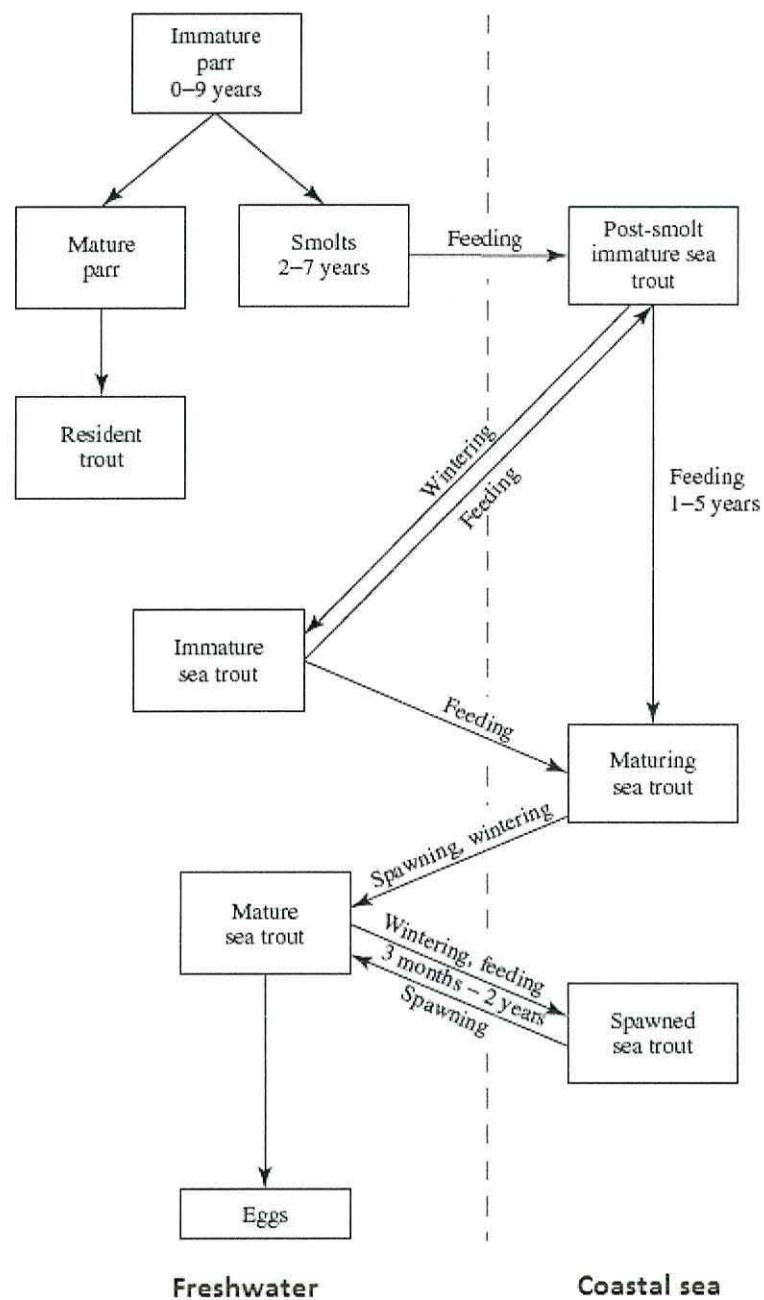 Immature
parr
0–9 years
Mature
parr
Smolts
2–7 years
Feeding
Post-smolt
immature sea
trout
Resident
trout
Wintering
Feeding
Feeding
1–5 years
Immature
sea trout
Feeding
Maturing
sea trout
Spawning, wintering
Mature
sea trout
Wintering, feeding
3 months – 2 years
Spawning
Spawned
sea trout
Eggs
Freshwater
Coastal sea